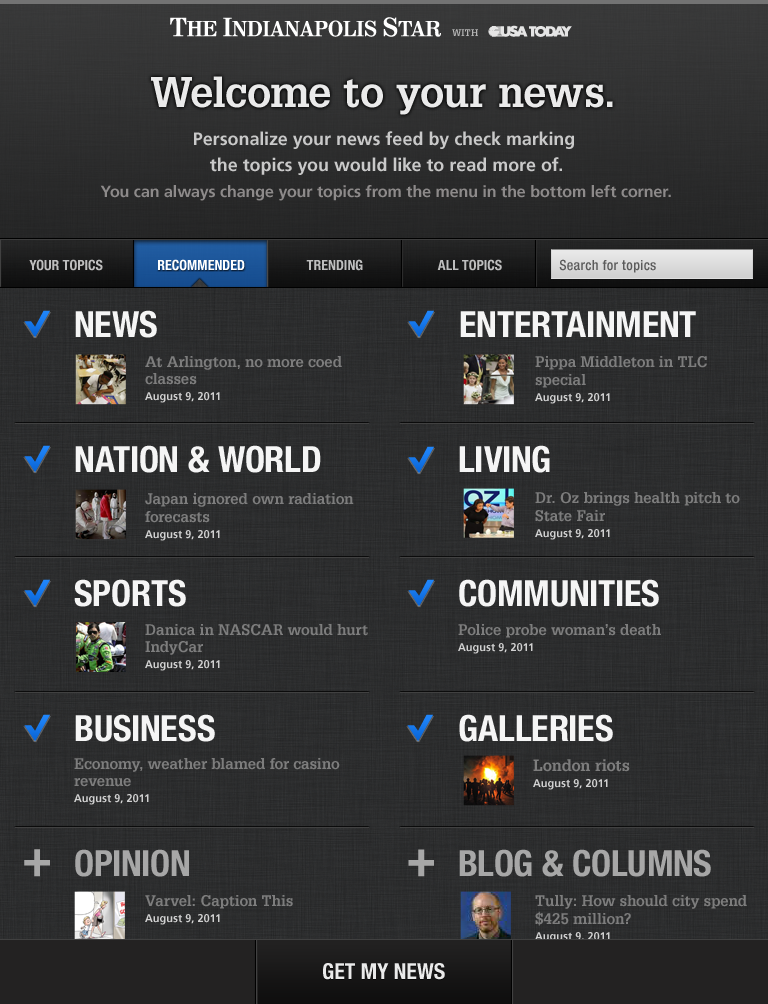 THE INDIANAPOLIS STAR WITH USA TODAY
Welcome to your news.
Personalize your news feed by check marking
the topics you would like to read more of.
You can always change your topics from the menu in the bottom left corner.
YOUR TOPICS RECOMMENDED TRENDING ALL TOPICS Search for topics
NEWS
At Arlington, no more coed
classes
August 9, 2011
ENTERTAINMENT
Pippa Middleton in TLC
special
August 9, 2011
NATION & WORLD
Japan ignored own radiation
forecasts
August 9, 2011
LIVING
OZ
Dr. Oz brings health pitch to
State Fair
August 9, 2011
SPORTS
Danica in NASCAR would hurt
IndyCar
August 9, 2011
COMMUNITIES
Police probe woman's death
August 9, 2011
BUSINESS
Economy, weather blamed for casino
revenue
August 9, 2011
GALLERIES
London riots
August 9, 2011
OPINION
Varvel: Caption This
August 9, 2011
BLOG & COLUMNS
Tully: How should city spend
$425 million?
August 9, 2011
GET MY NEWS